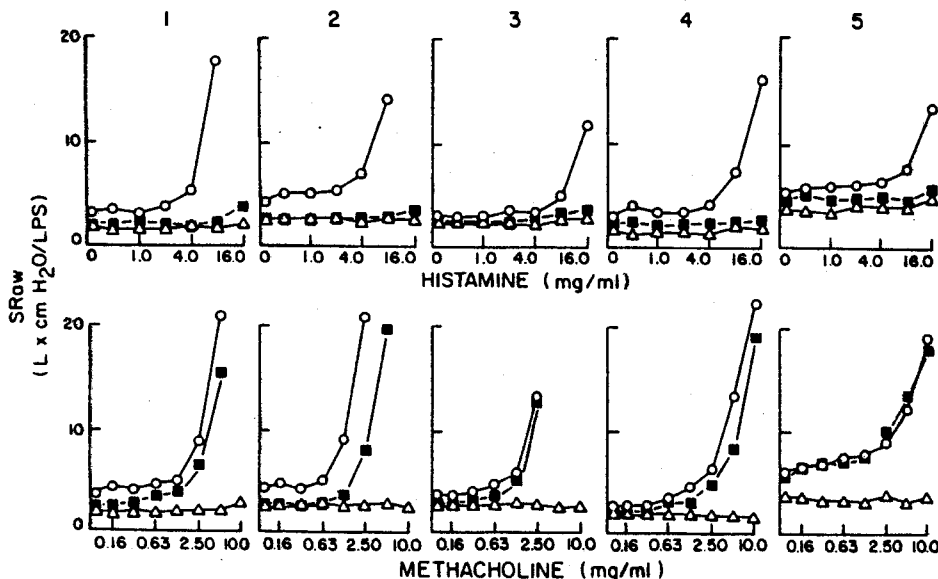 1 2 3 4 5
20
10
0
0 1.0 4.0 16.0 0 1.0 4.0 16.0 0 1.0 4.0 16.0 0 1.0 4.0 16.0 0 1.0 4.0 16.0
HISTAMINE (mg/ml)
SRaw
(L x cm H₂O/LPS)
20
10
0
0.16 0.63 2.50 10.0 0.16 0.63 2.50 10.0 0.16 0.63 2.50 10.0 0.16 0.63 2.50 10.0 0.16 0.63 2.50 10.0
METHACHOLINE (mg/ml)